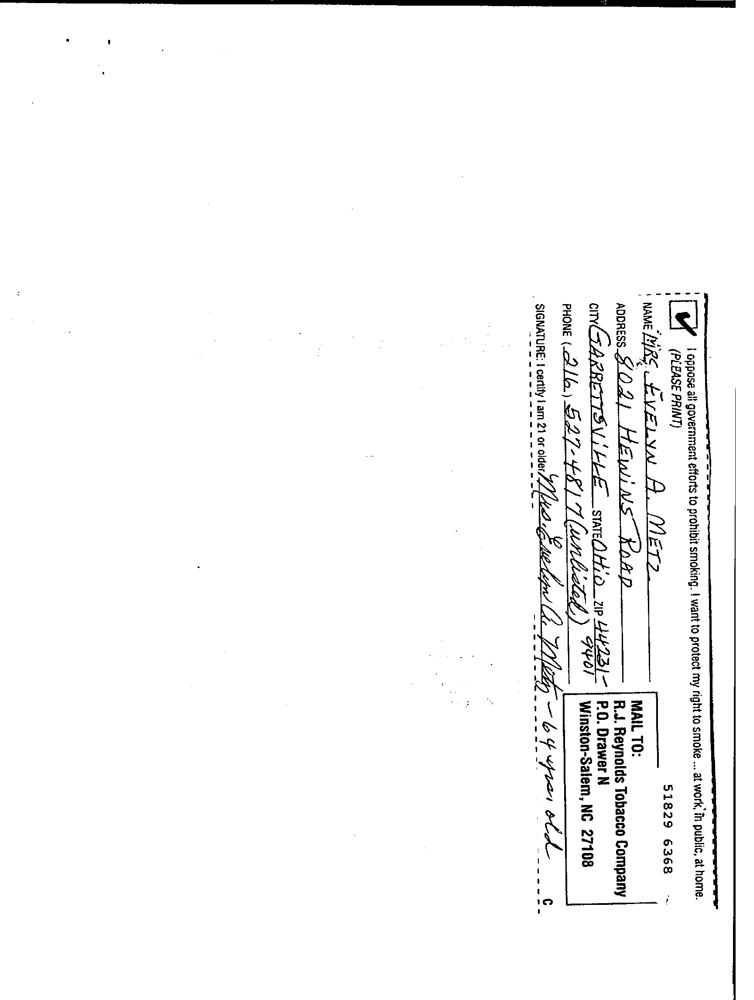 I oppose all government efforts to prohibit smoking. I want to protect my right to smoke ... at work, in public, at home.
(PLEASE PRINT)
51829 6368
NAME MRS. EVELYN A. METZ
ADDRESS 8021 HEWINS ROAD
CITY GARRETTSVILLE STATE OHiO ZIP 44231-
9401
PHONE (216) 527-4817 (unlisted)
MAIL TO:
R.J. Reynolds Tobacco Company
P.O. Drawer N
Winston-Salem, NC 27108
SIGNATURE: I certify I am 21 or older Mrs. Evelyn A. Metz - 64 yrs. old
C